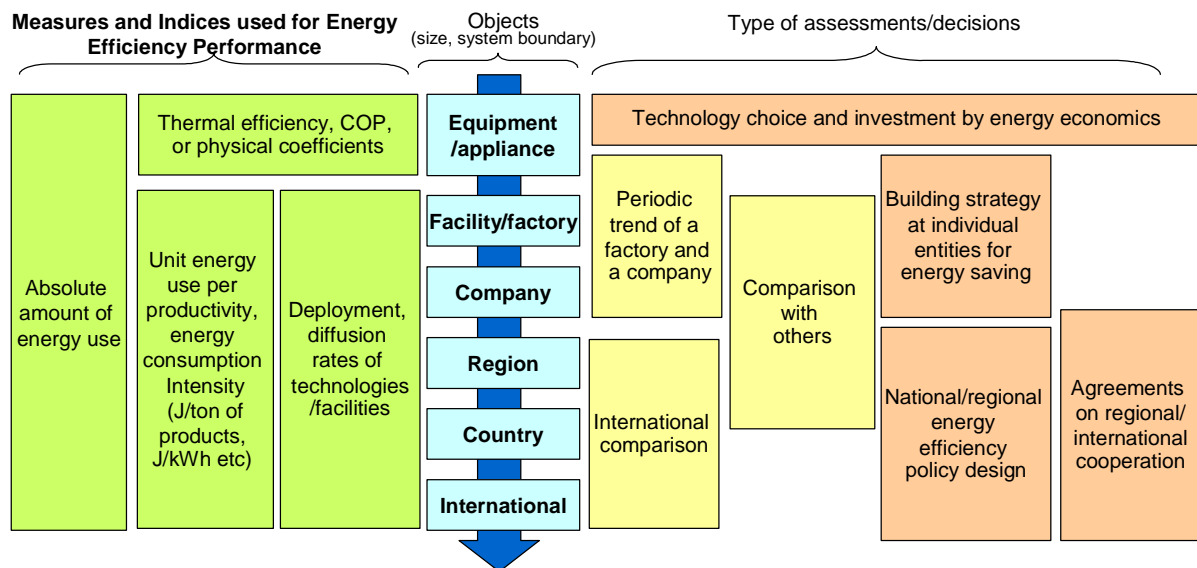 Measures and Indices used for Energy
Efficiency Performance
Objects
(size, system boundary)
Type of assessments/decisions
Absolute
amount of
energy use
Thermal efficiency, COP,
or physical coefficients
Unit energy
use per
productivity,
energy
consumption
Intensity
(J/ton of
products,
J/kWh etc)
Deployment,
diffusion
rates of
technologies
/facilities
Equipment
/appliance
Facility/factory
Company
Region
Country
International
Technology choice and investment by energy economics
Periodic
trend of a
factory and
a company
International
comparison
Comparison
with
others
Building strategy
at individual
entities for
energy saving
National/regional
energy
efficiency
policy design
Agreements
on regional/
international
cooperation